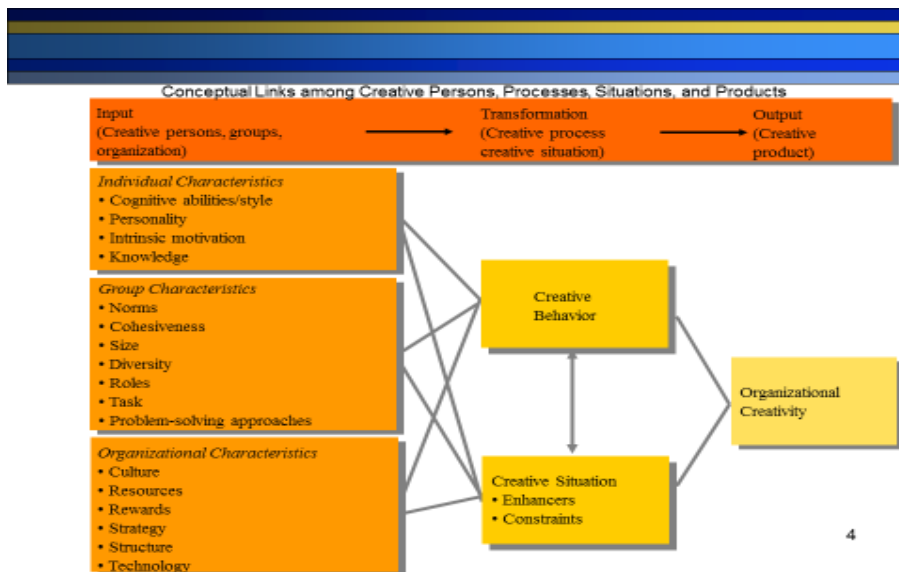 Conceptual Links among Creative Persons, Processes, Situations, and Products
Input
(Creative persons, groups,
organization)
Transformation
(Creative process
creative situation)
Output
(Creative
product)
Individual Characteristics
• Cognitive abilities/style
• Personality
• Intrinsic motivation
• Knowledge
Group Characteristics
• Norms
• Cohesiveness
• Size
• Diversity
• Roles
• Task
• Problem-solving approaches
Organizational Characteristics
• Culture
• Resources
• Rewards
• Strategy
• Structure
• Technology
Creative
Behavior
Creative Situation
• Enhancers
• Constraints
Organizational
Creativity
4